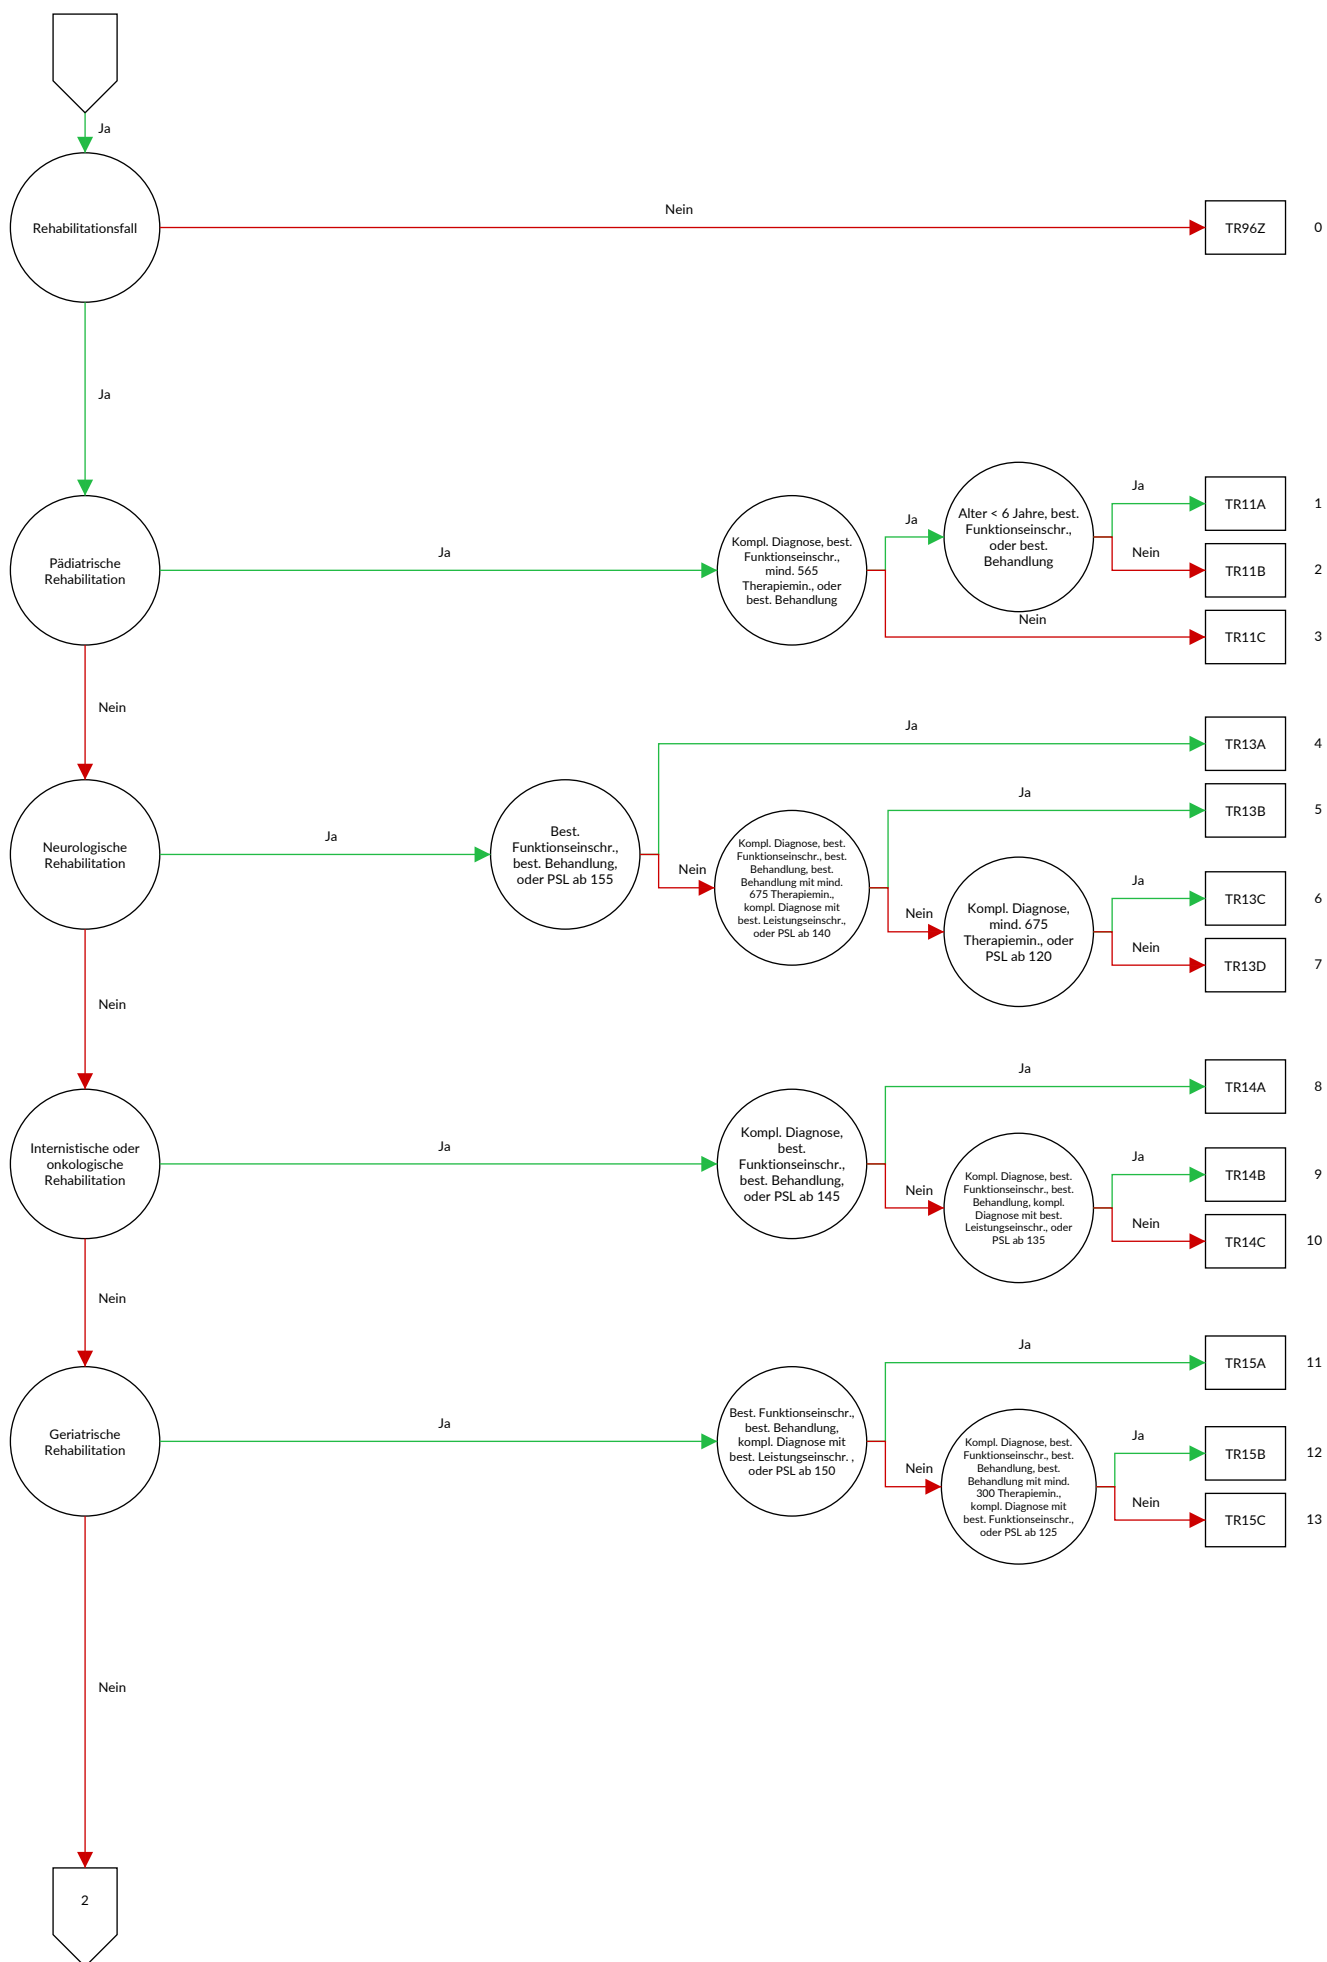 Ja
Rehabilitationsfall
Nein
TR96Z
0
Ja
Pädiatrische
Rehabilitation
Ja
Kompl. Diagnose, best.
Funktionseinschr.,
mind. 565
Therapiemin., oder
best. Behandlung
Ja
Alter < 6 Jahre, best.
Funktionseinschr.,
oder best.
Behandlung
Ja
TR11A
1
Nein
TR11B
2
Nein
TR11C
3
Nein
Neurologische
Rehabilitation
Ja
Best.
Funktionseinschr.,
best. Behandlung,
oder PSL ab 155
Ja
TR13A
4
Nein
Kompl. Diagnose, best.
Funktionseinschr., best.
Behandlung, best.
Behandlung mit mind.
675 Therapiemin.,
kompl. Diagnose mit
best. Leistungseinschr.,
oder PSL ab 140
Ja
TR13B
5
Nein
Kompl. Diagnose,
mind. 675
Therapiemin., oder
PSL ab 120
Ja
TR13C
6
Nein
TR13D
7
Nein
Internistische oder
onkologische
Rehabilitation
Ja
Kompl. Diagnose,
best.
Funktionseinschr.,
best. Behandlung,
oder PSL ab 145
Ja
TR14A
8
Nein
Kompl. Diagnose, best.
Funktionseinschr., best.
Behandlung, kompl.
Diagnose mit best.
Leistungseinschr., oder
PSL ab 135
Ja
TR14B
9
Nein
TR14C
10
Nein
Geriatrische
Rehabilitation
Ja
Best. Funktionseinschr.,
best. Behandlung,
kompl. Diagnose mit
best. Leistungseinschr. ,
oder PSL ab 150
Ja
TR15A
11
Nein
Kompl. Diagnose, best.
Funktionseinschr., best.
Behandlung, best.
Behandlung mit mind.
300 Therapiemin.,
kompl. Diagnose mit
best. Funktionseinschr.,
oder PSL ab 125
Ja
TR15B
12
Nein
TR15C
13
Nein
2